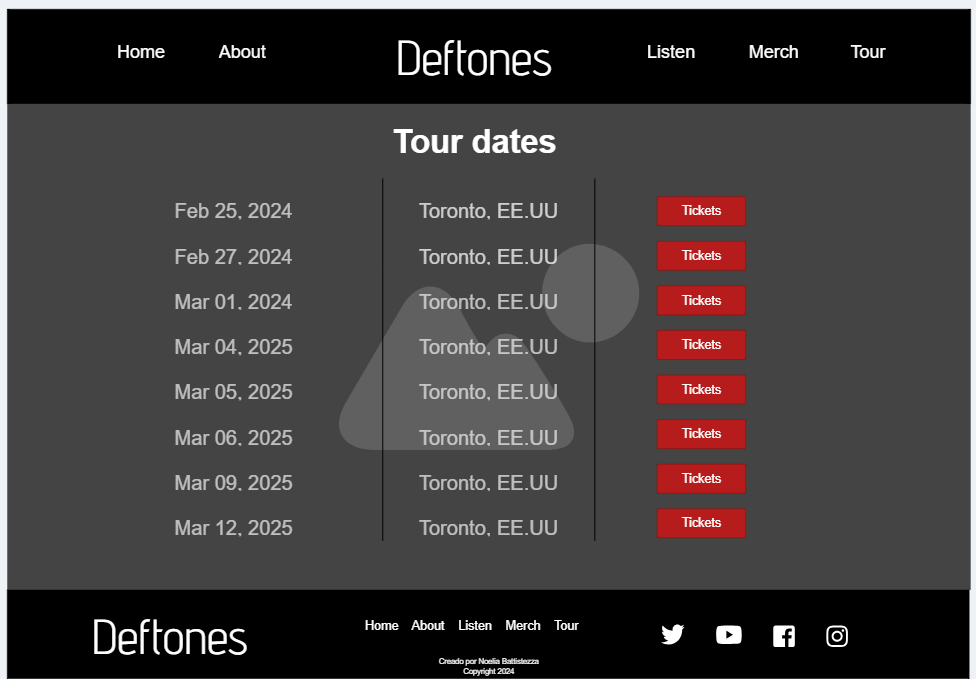 Home About Deftones Listen Merch Tour
Tour dates
Feb 25, 2024 Toronto, EE.UU Tickets
Feb 27, 2024 Toronto, EE.UU Tickets
Mar 01, 2024 Toronto, EE.UU Tickets
Mar 04, 2025 Toronto, EE.UU Tickets
Mar 05, 2025 Toronto, EE.UU Tickets
Mar 06, 2025 Toronto, EE.UU Tickets
Mar 09, 2025 Toronto, EE.UU Tickets
Mar 12, 2025 Toronto, EE.UU Tickets
Deftones Home About Listen Merch Tour
Creado por Noelia Battistezza
Copyright 2024